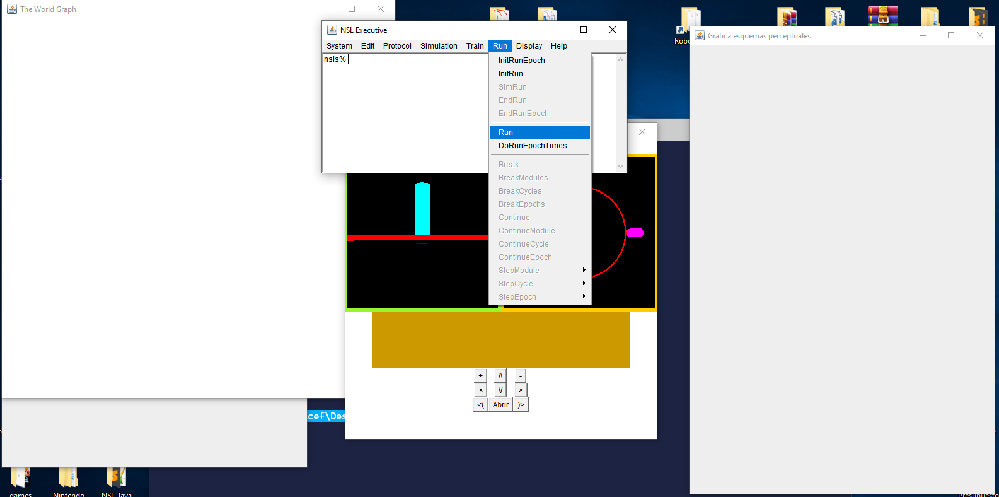 The World Graph
NSL Executive
System Edit Protocol Simulation Train Run Display Help
nsls%
InitRunEpoch
InitRun
SimRun
EndRun
EndRunEpoch
Run
DoRunEpochTimes
Break
BreakModules
BreakCycles
BreakEpochs
Continue
ContinueModule
ContinueCycle
ContinueEpoch
StepModule
StepCycle
StepEpoch
Grafica esquemas perceptuales
Robo
cef\Des
+ /\ -
< \/ >
<( Abrir )>
games Nintendo NSL-Java
Presupuesto